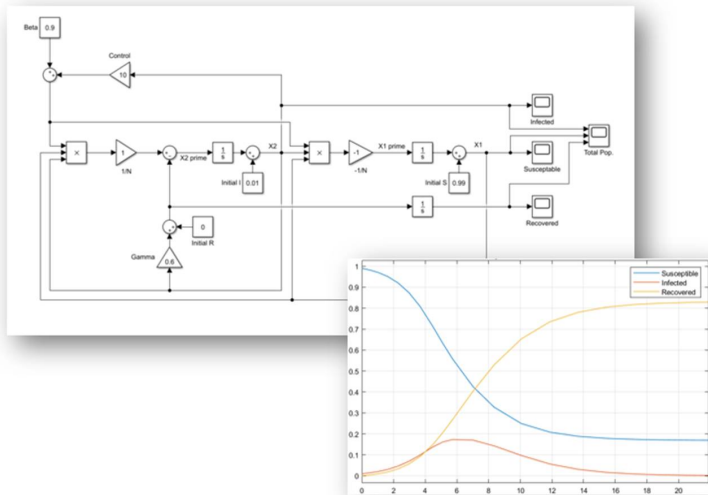 Beta
0.9
Control
10
X2
Infected
Total Pop.
×
1
1/N
X2 prime
1/s
Initial I
0.01
×
-1
-1/N
X1 prime
1/s
X1
Initial S
0.99
Susceptable
1/s
Recovered
0
Initial R
Gamma
0.6
Susceptible
Infected
Recovered
1
0.9
0.8
0.7
0.6
0.5
0.4
0.3
0.2
0.1
0
0 2 4 6 8 10 12 14 16 18 20